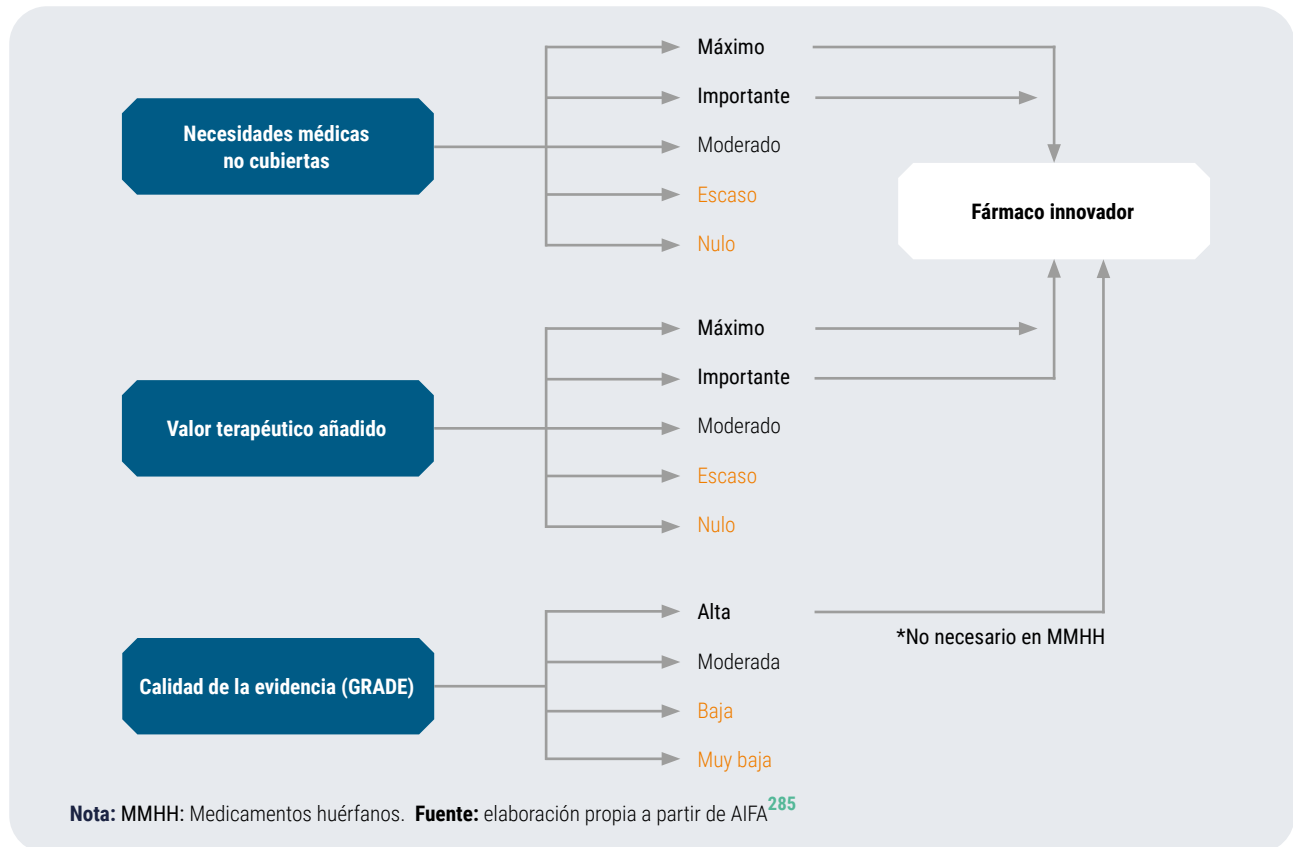 Necesidades médicas
no cubiertas
Máximo
Importante
Moderado
Escaso
Nulo
Fármaco innovador
Valor terapéutico añadido
Máximo
Importante
Moderado
Escaso
Nulo
Calidad de la evidencia (GRADE)
Alta
Moderada
Baja
Muy baja
*No necesario en MMHH
Nota: MMHH: Medicamentos huérfanos. Fuente: elaboración propia a partir de AIFA285